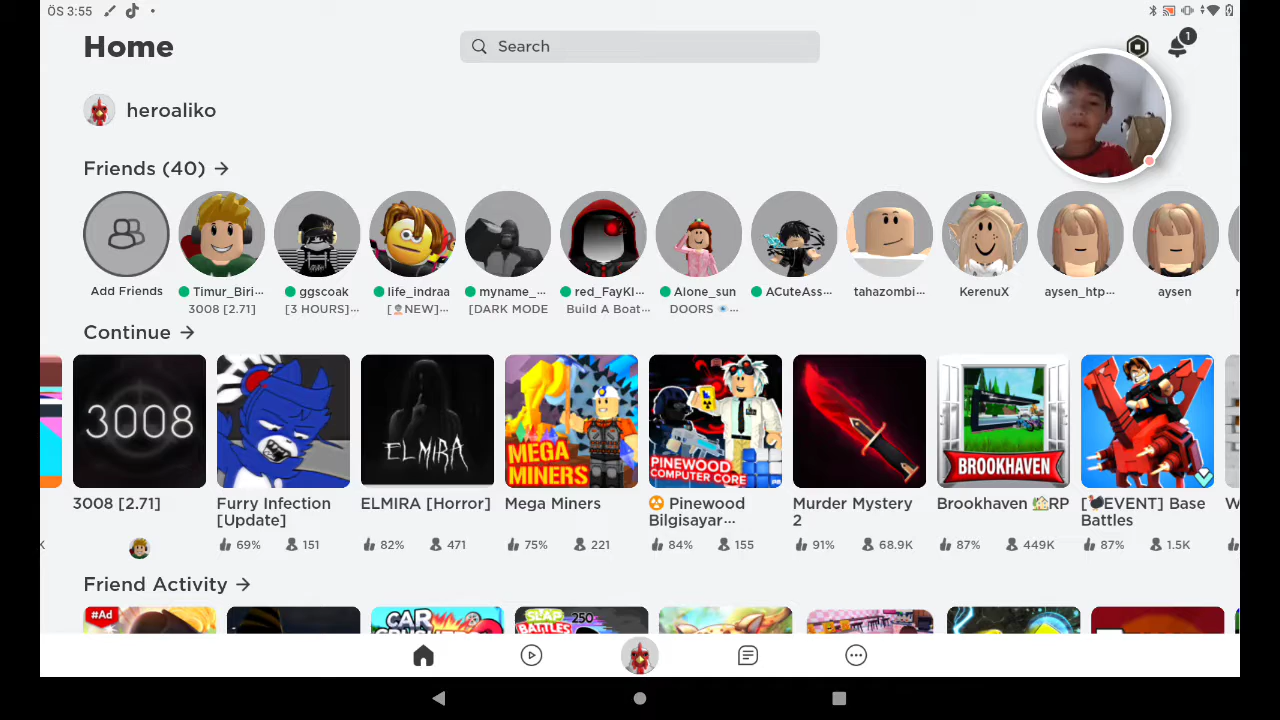 ÖS 3:55
Home
Search
1
heroaliko
Friends (40)
Add Friends
Timur_Biri...
3008 [2.71]
ggscoak
[3 HOURS]...
life_indraa
[NEW]...
myname_...
[DARK MODE
red_FayKI...
Build A Boat...
Alone_sun
DOORS 👁...
ACuteAss...
tahazombi...
KerenuX
aysen_htp...
aysen
Continue
3008
ELMIRA
MEGA MINERS
PINEWOOD COMPUTER CORE
BROOKHAVEN
3008 [2.71]
Furry Infection [Update]
ELMIRA [Horror]
Mega Miners
☢ Pinewood Bilgisayar...
Murder Mystery 2
Brookhaven 🏡RP
[🦃EVENT] Base Battles
W
K
69% 151
82% 471
75% 221
84% 155
91% 68.9K
87% 449K
87% 1.5K
Friend Activity
#Ad
CAR
SLAP BATTLES
250